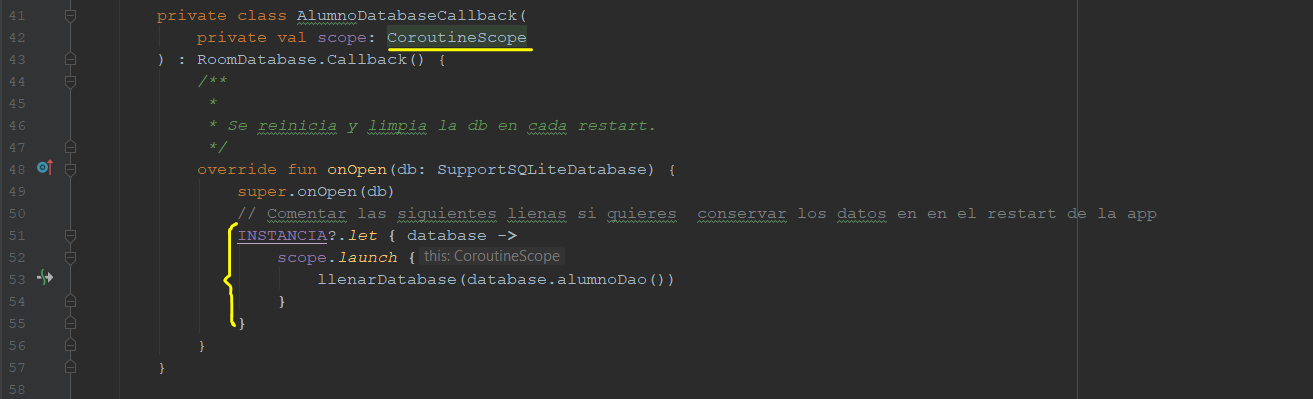 41 private class AlumnoDatabaseCallback(
42 private val scope: CoroutineScope
43 ) : RoomDatabase.Callback() {
44 /**
45 *
46 * Se reinicia y limpia la db en cada restart.
47 */
48 override fun onOpen(db: SupportSQLiteDatabase) {
49 super.onOpen(db)
50 // Comentar las siguientes lienas si quieres  conservar los datos en en el restart de la app
51 INSTANCIA?.let { database ->
52 scope.launch { this: CoroutineScope
53 llenarDatabase(database.alumnoDao())
54 }
55 }
56 }
57 }
58